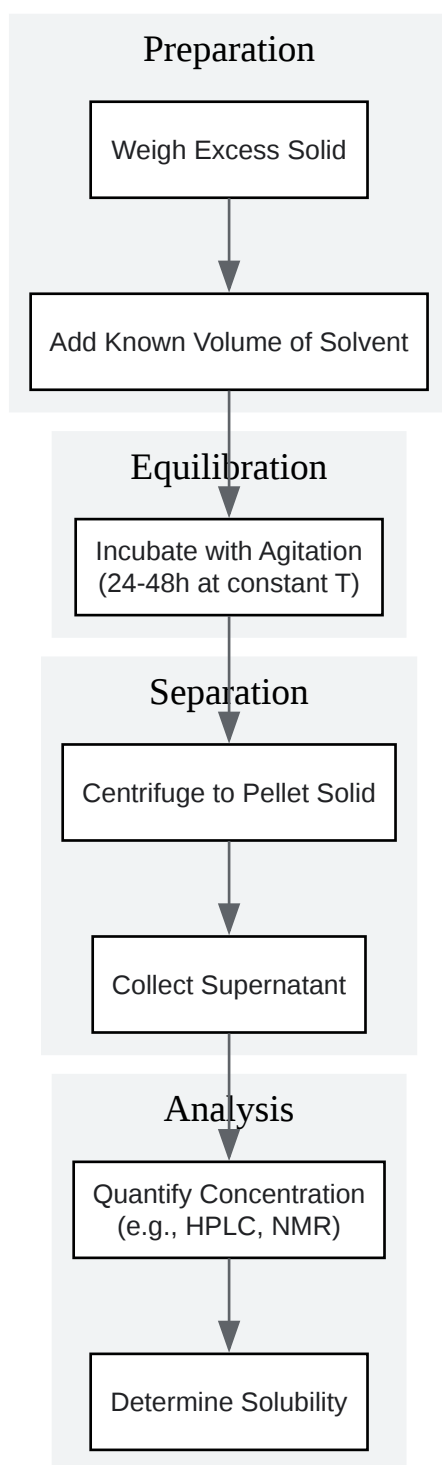 Preparation
Weigh Excess Solid
Add Known Volume of Solvent
Equilibration
Incubate with Agitation
(24-48h at constant T)
Separation
Centrifuge to Pellet Solid
Collect Supernatant
Analysis
Quantify Concentration
(e.g., HPLC, NMR)
Determine Solubility